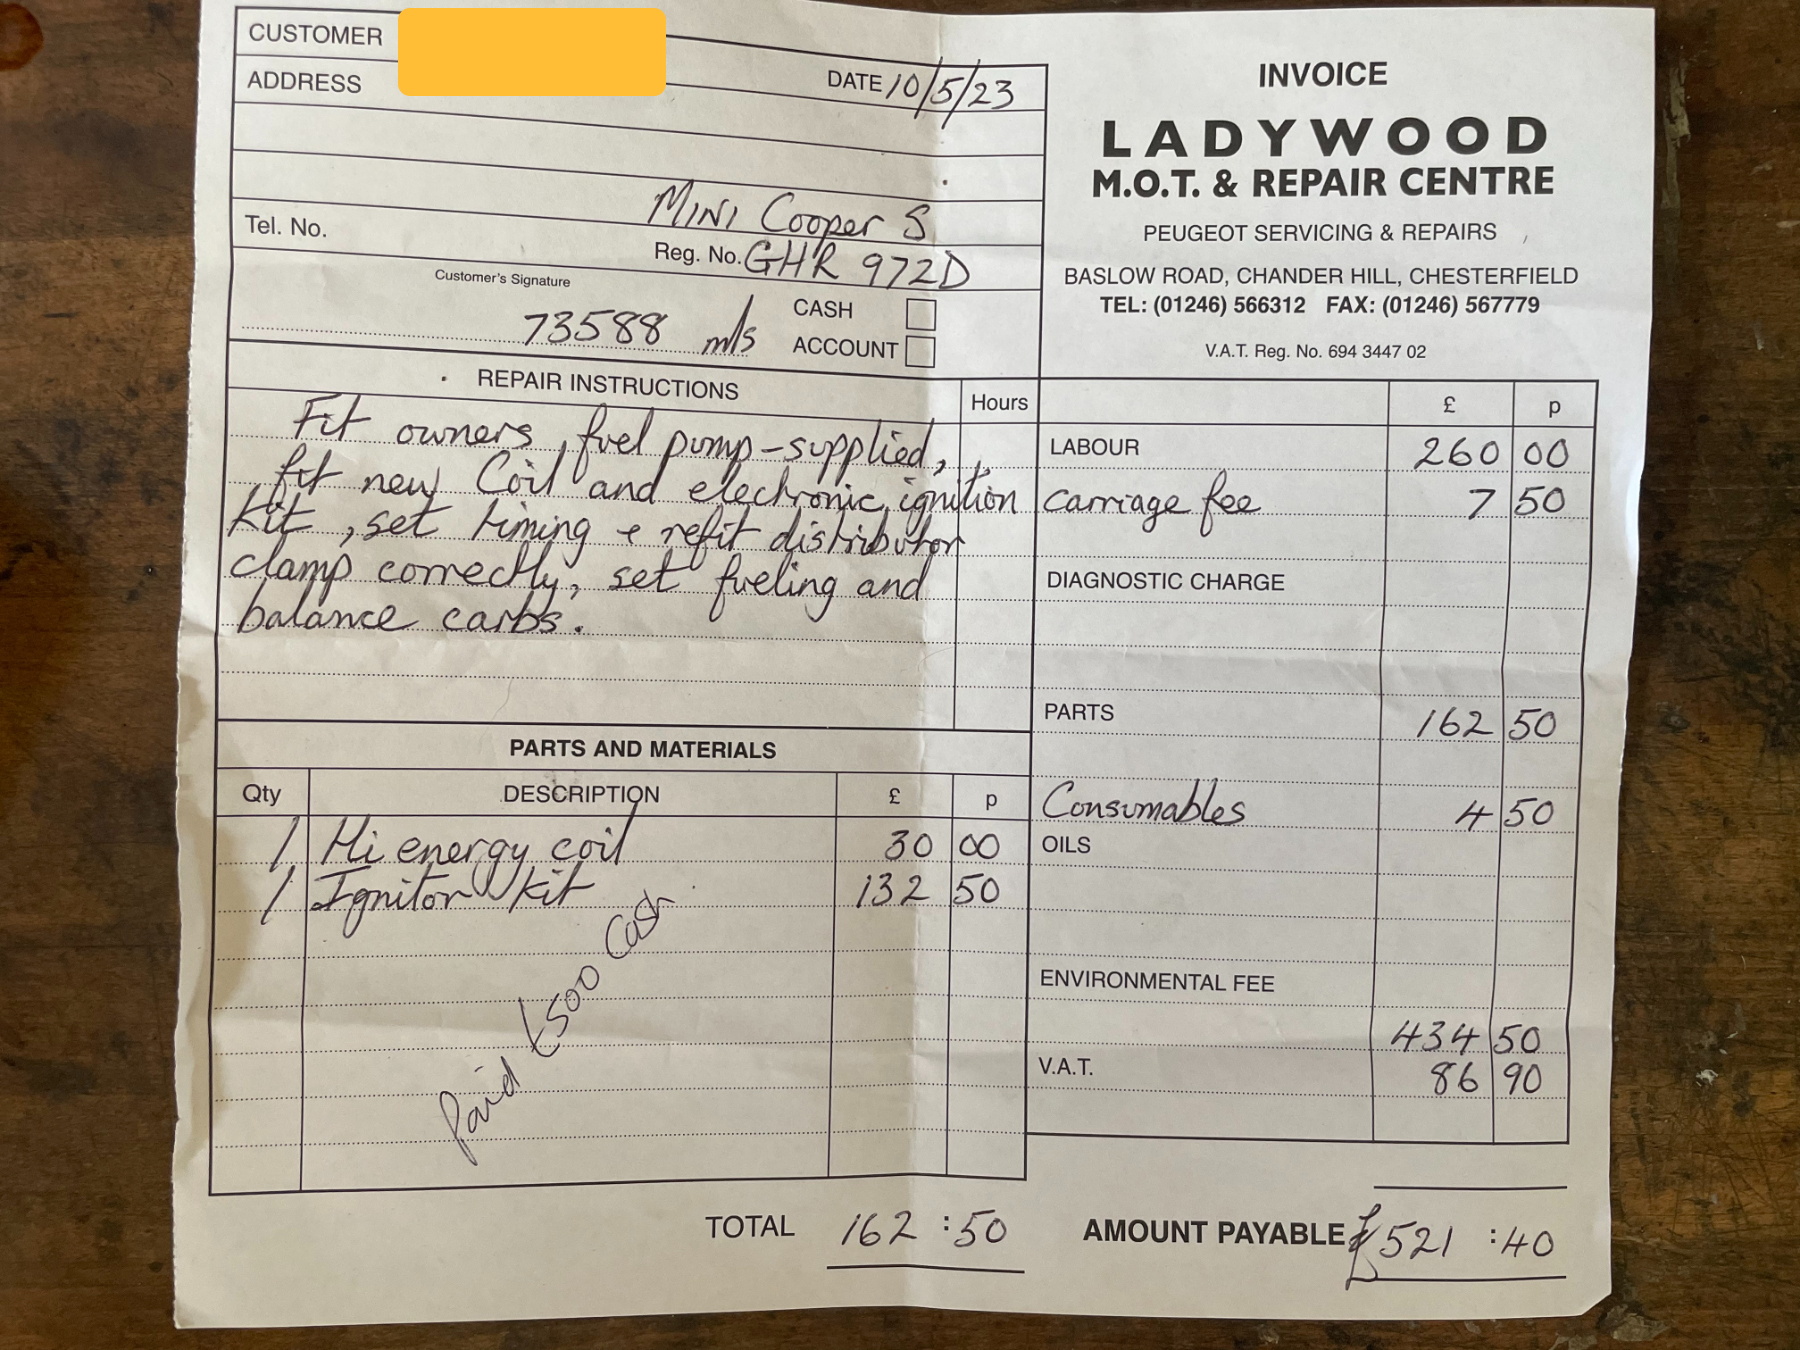 CUSTOMER
ADDRESS
DATE 10/5/23
MINI Cooper S
Tel. No.
Reg. No. GHR 972D
Customer's Signature
73588 mls
CASH
ACCOUNT
INVOICE
LADYWOOD
M.O.T. & REPAIR CENTRE
PEUGEOT SERVICING & REPAIRS
BASLOW ROAD, CHANDER HILL, CHESTERFIELD
TEL: (01246) 566312 FAX: (01246) 567779
V.A.T. Reg. No. 694 3447 02
REPAIR INSTRUCTIONS Hours
Fit owners, fuel pump-supplied,
fit new Coil and electronic ignition
Kit, set timing & refit distributor
clamp correctly, set fueling and
balance carbs.
PARTS AND MATERIALS
Qty DESCRIPTION £ p
1 Hi energy coil 30 00
1 Ignitor Kit 132 50
Paid £500 Cash
TOTAL 162 : 50
£ p
LABOUR 260 00
Carriage fee 7 50
DIAGNOSTIC CHARGE
PARTS 162 50
Consumables 4 50
OILS
ENVIRONMENTAL FEE
434 50
V.A.T. 86 90
AMOUNT PAYABLE £521 : 40